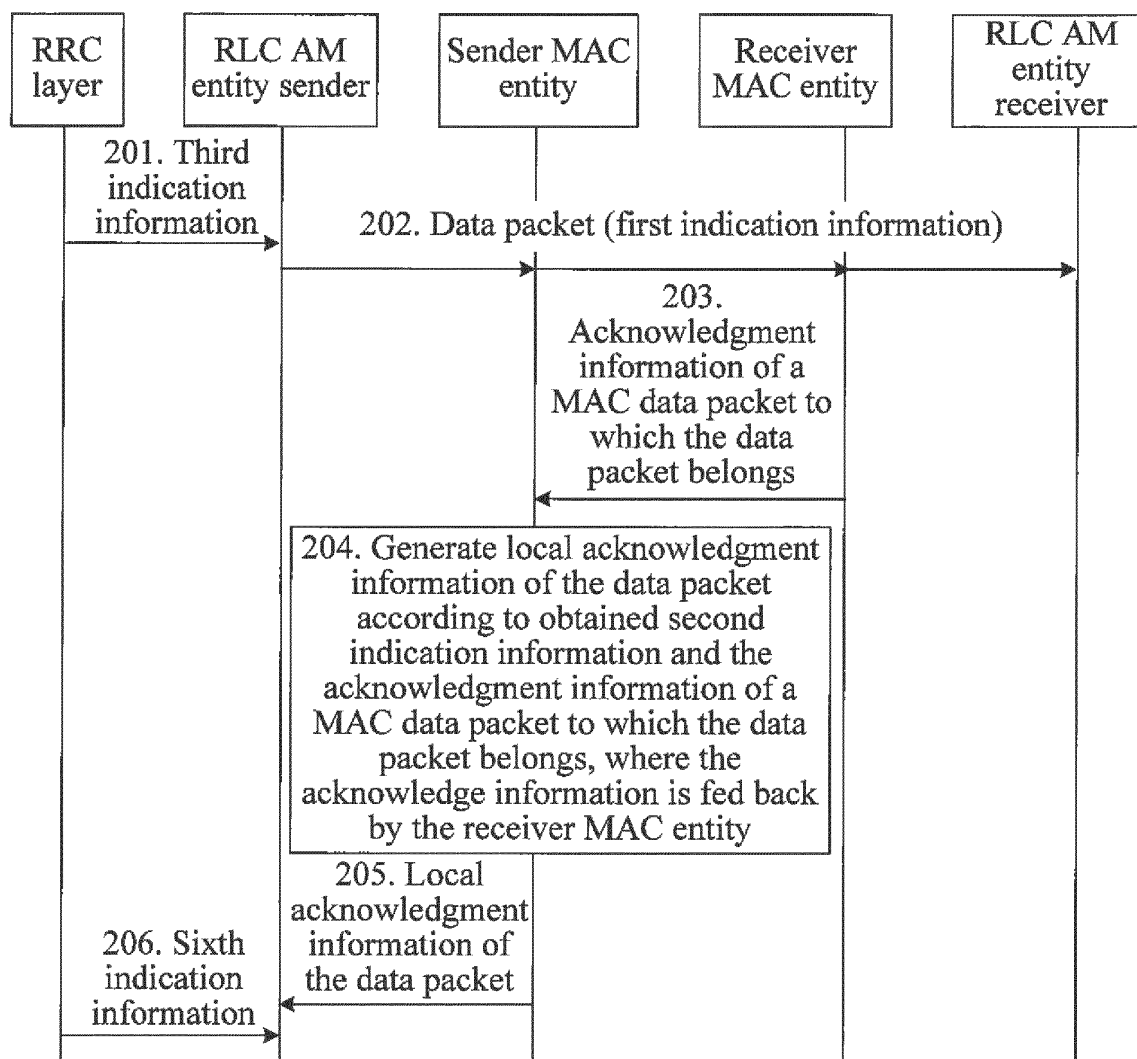 RRC
layer
RLC AM
entity sender
Sender MAC
entity
Receiver
MAC entity
RLC AM
entity
receiver
201. Third
indication
information
202. Data packet (first indication information)
203.
Acknowledgment
information of a
MAC data packet to
which the data
packet belongs
204. Generate local acknowledgment
information of the data packet
according to obtained second
indication information and the
acknowledgment information of a
MAC data packet to which the data
packet belongs, where the
acknowledge information is fed back
by the receiver MAC entity
205. Local
acknowledgment
information of
the data packet
206. Sixth
indication
information